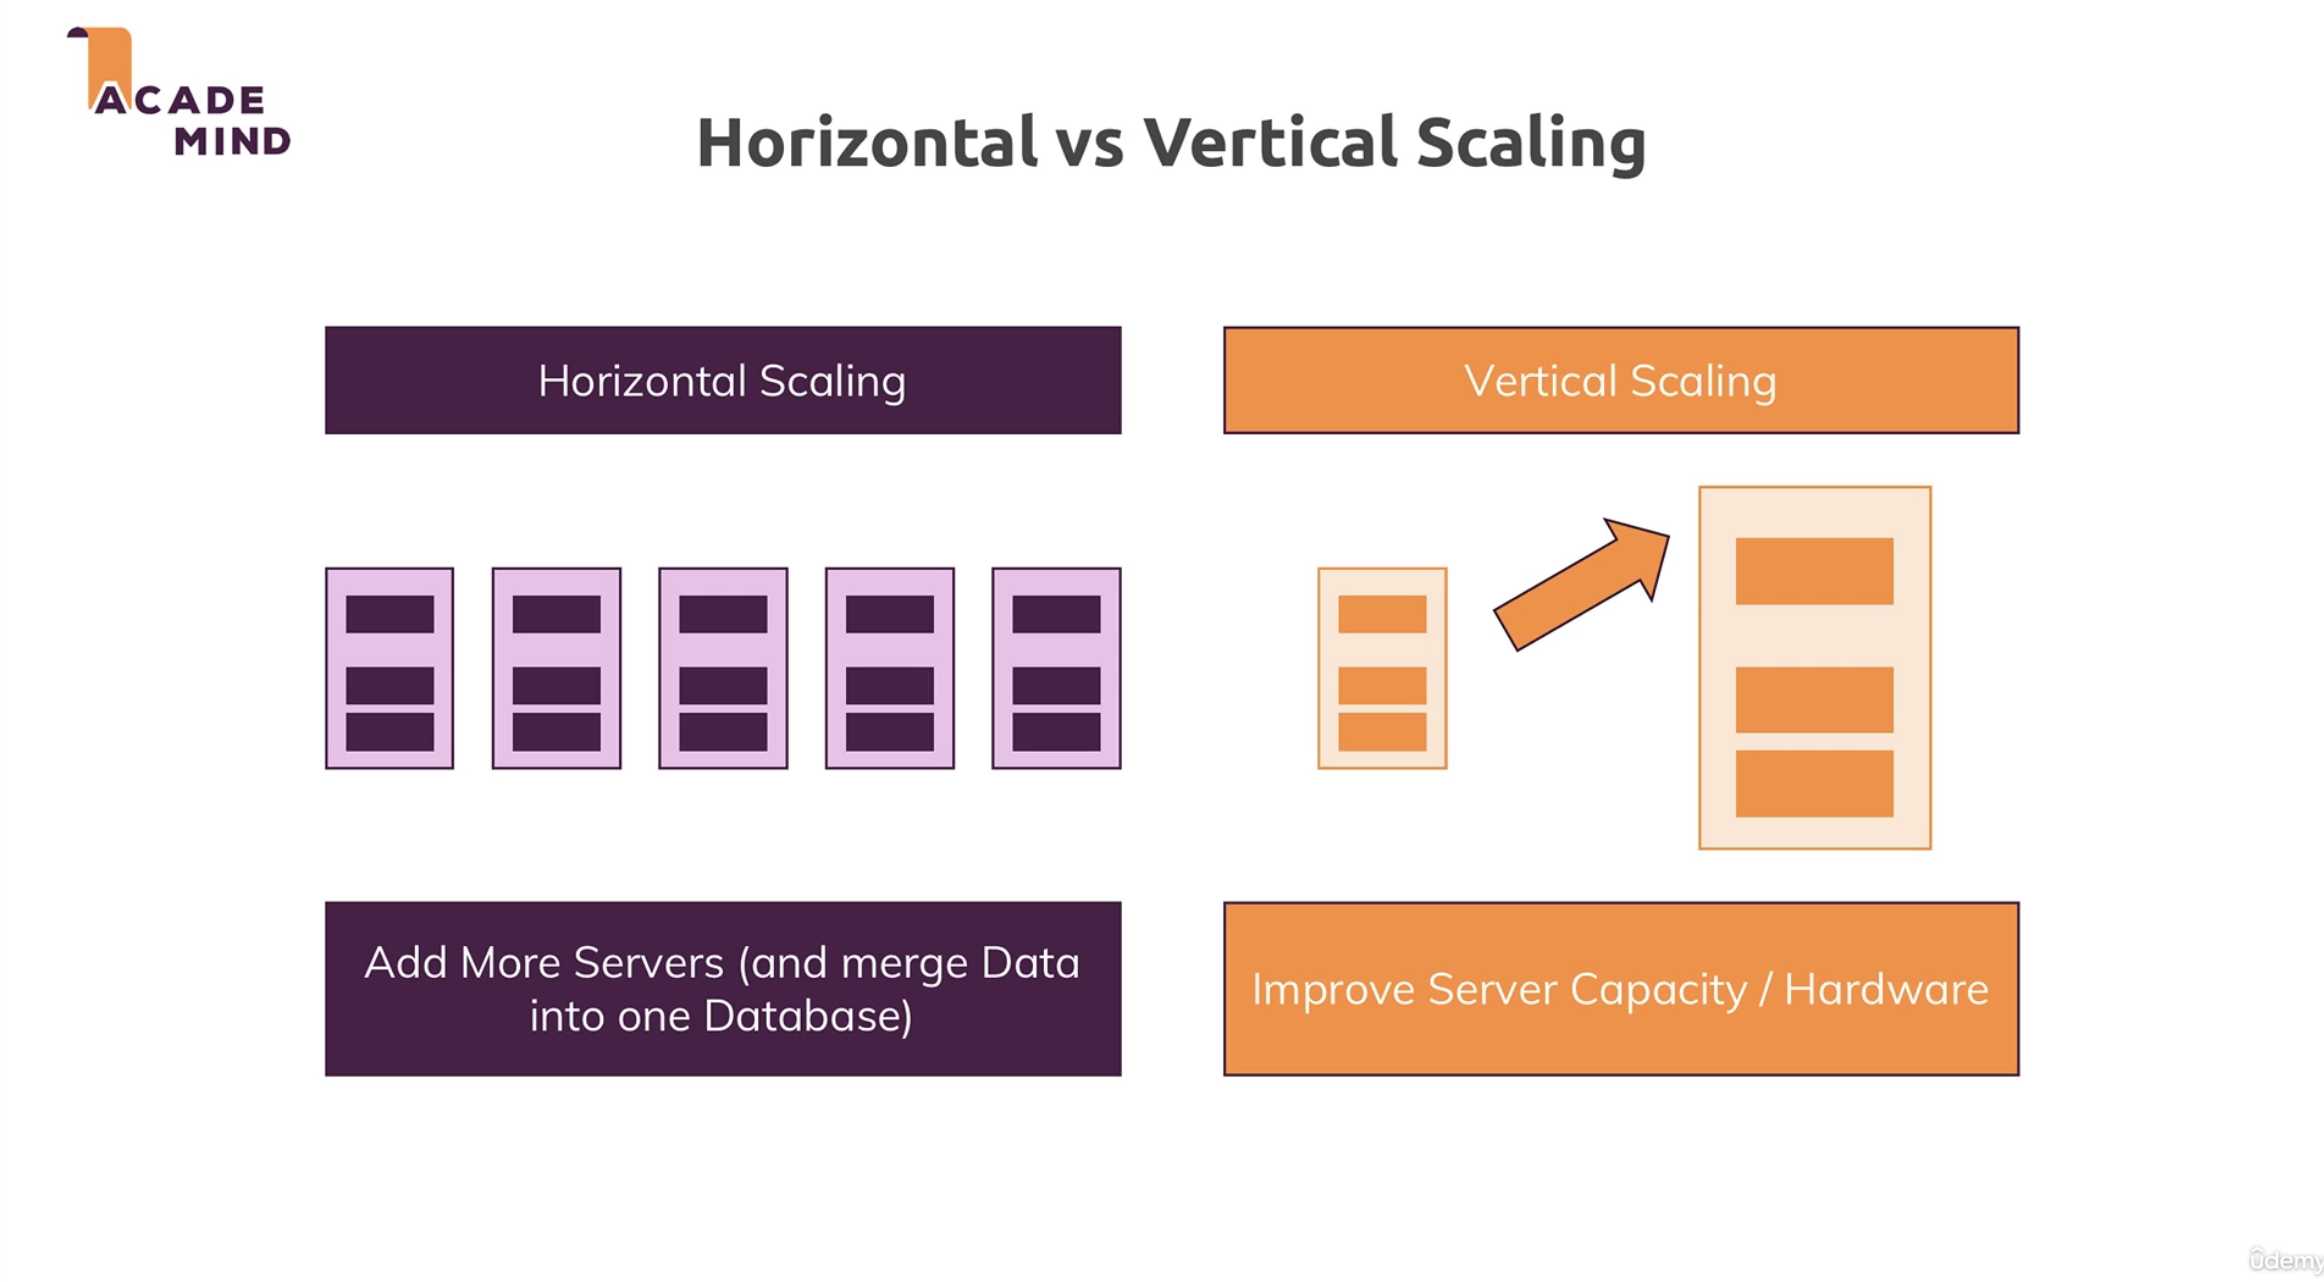 ACADE
MIND
Horizontal vs Vertical Scaling
Horizontal Scaling
Vertical Scaling
Add More Servers (and merge Data
into one Database)
Improve Server Capacity / Hardware
ûdemy